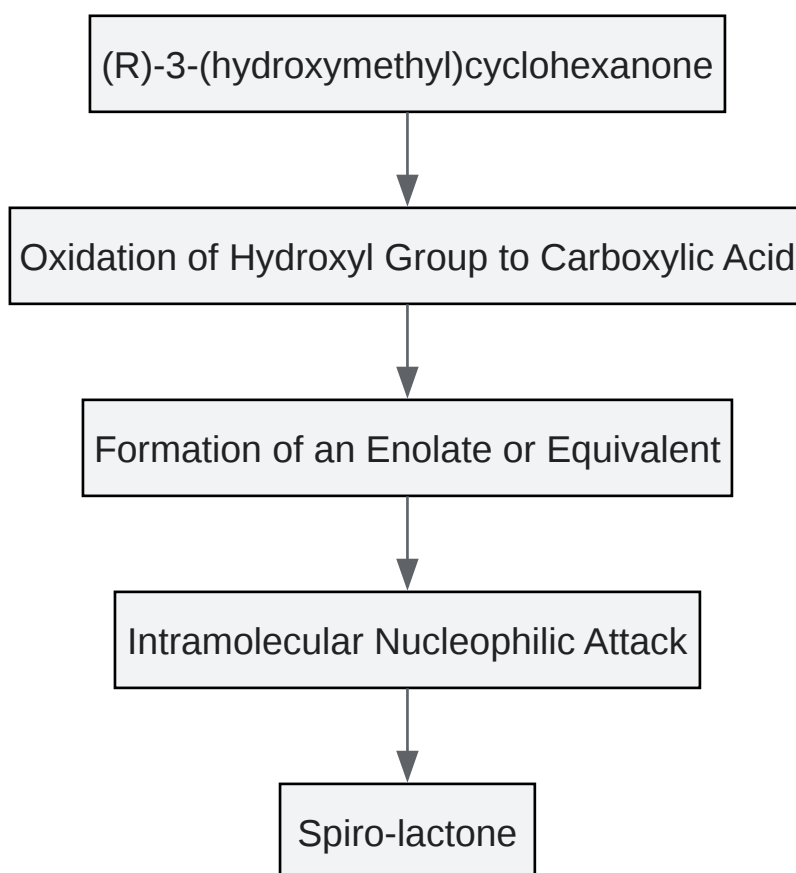 (R)-3-(hydroxymethyl)cyclohexanone
Oxidation of Hydroxyl Group to Carboxylic Acid
Formation of an Enolate or Equivalent
Intramolecular Nucleophilic Attack
Spiro-lactone